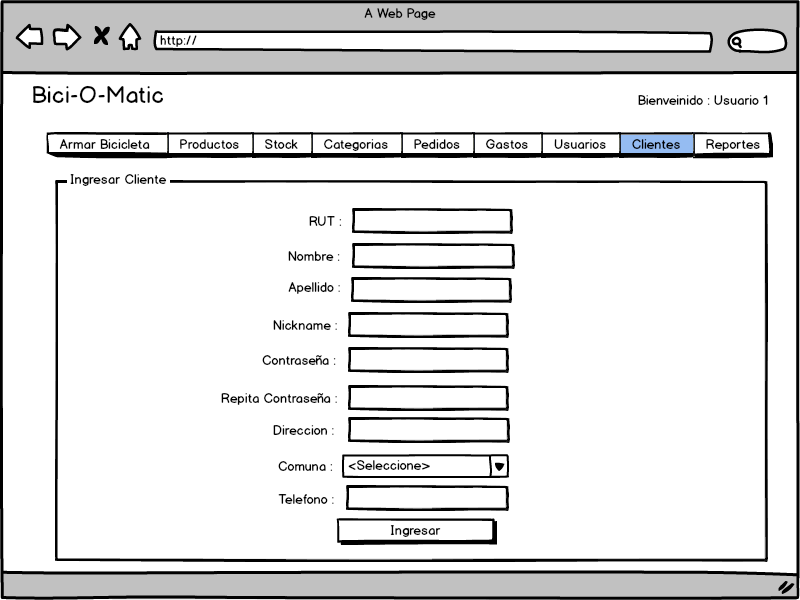 A Web Page
http://
Bici-O-Matic
Bienveinido : Usuario 1
Armar Bicicleta Productos Stock Categorias Pedidos Gastos Usuarios Clientes Reportes
Ingresar Cliente
RUT :
Nombre :
Apellido :
Nickname :
Contraseña :
Repita Contraseña :
Direccion :
Comuna : <Seleccione>
Telefono :
Ingresar